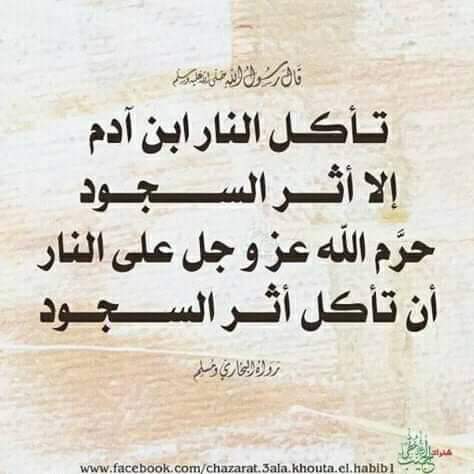 قال رسول الله صلى الله عليه وسلم
تأكل النار ابن آدم
إلا أثر السجود
حرَّم الله عز و جل على النار
أن تأكل أثر السجود
رواه البخاري ومسلم
www.facebook.com/chazarat.3ala.khouta.el.habib1